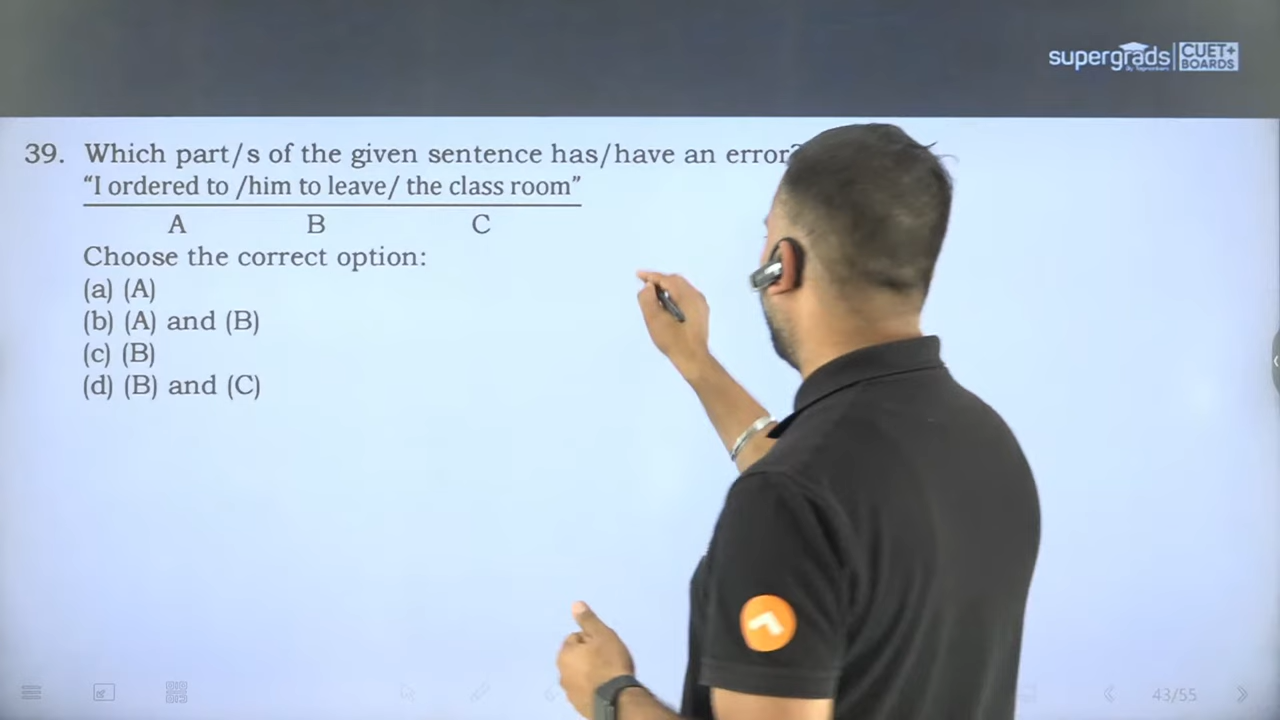 supergrads CUET+
BOARDS
39. Which part/s of the given sentence has/have an error?
“I ordered to /him to leave/ the class room”
A B C
Choose the correct option:
(a) (A)
(b) (A) and (B)
(c) (B)
(d) (B) and (C)
43/55